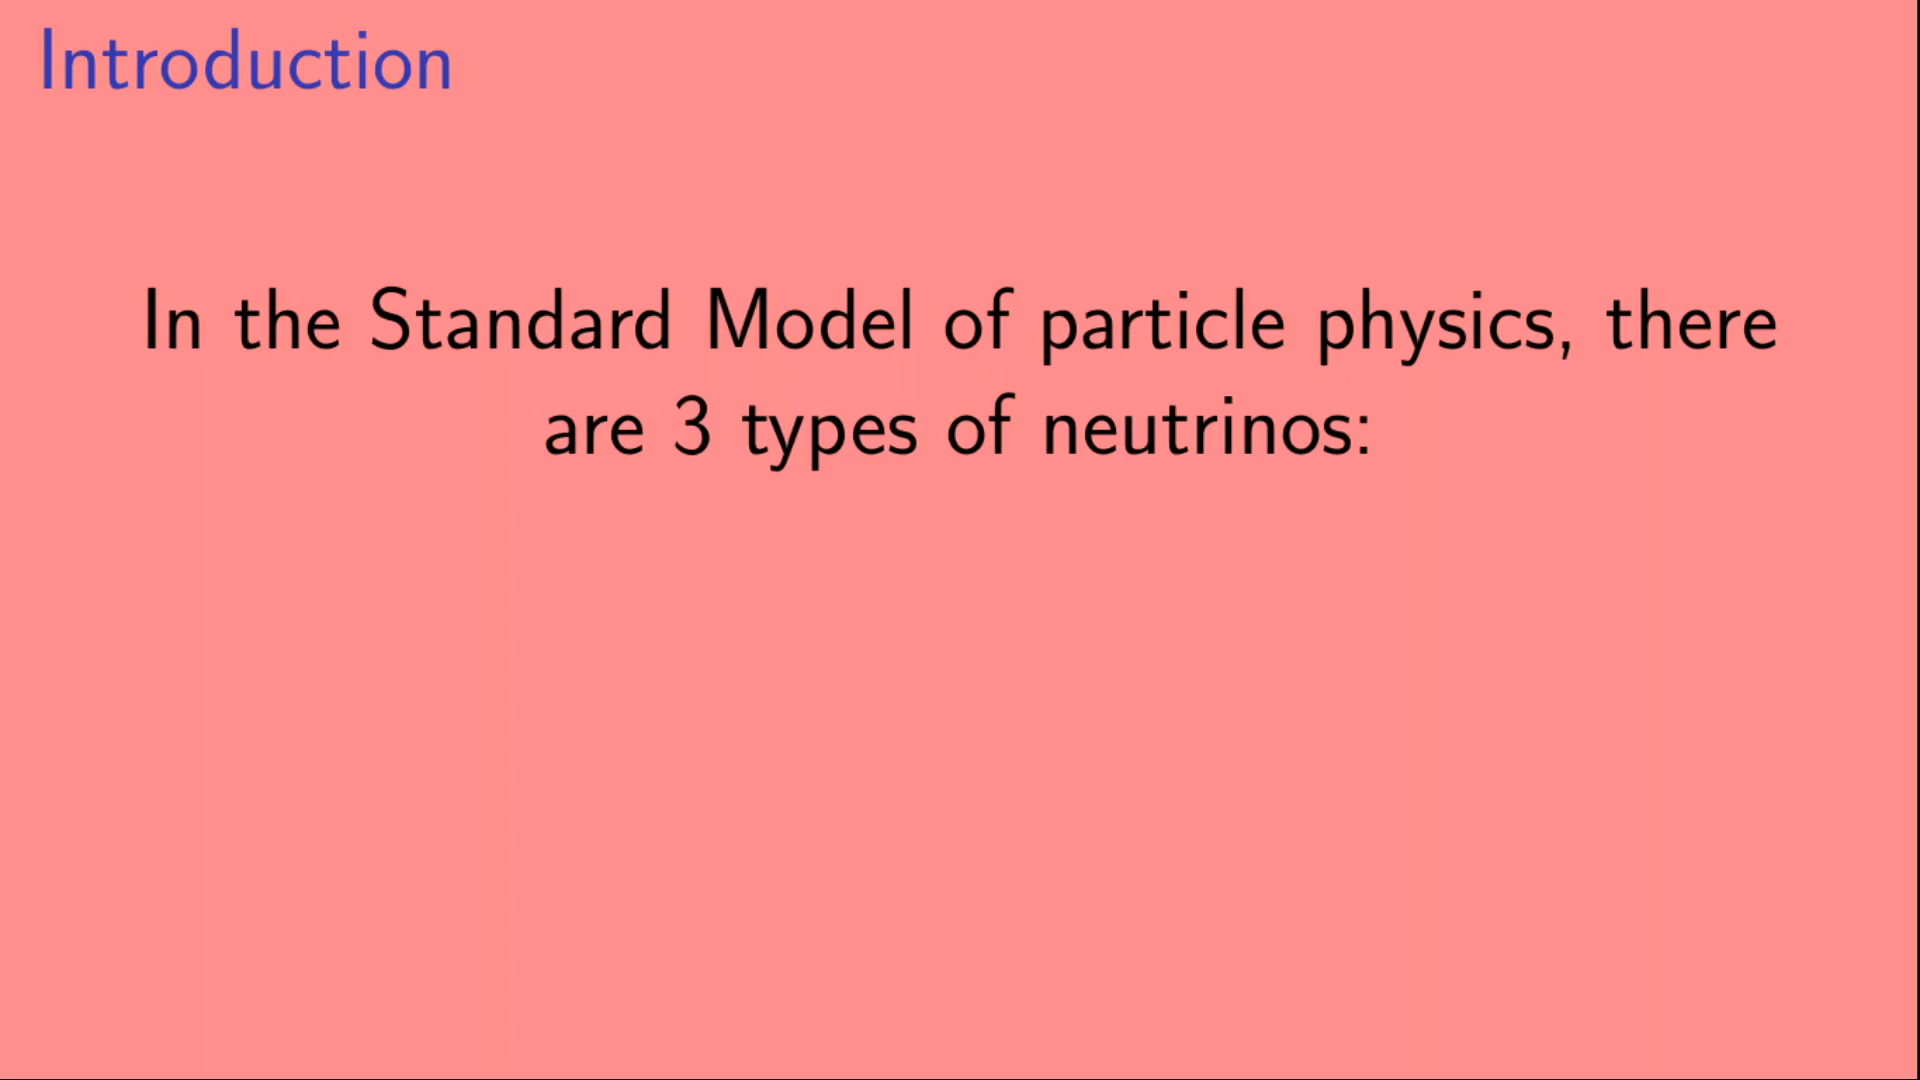 Introduction
In the Standard Model of particle physics, there
are 3 types of neutrinos: